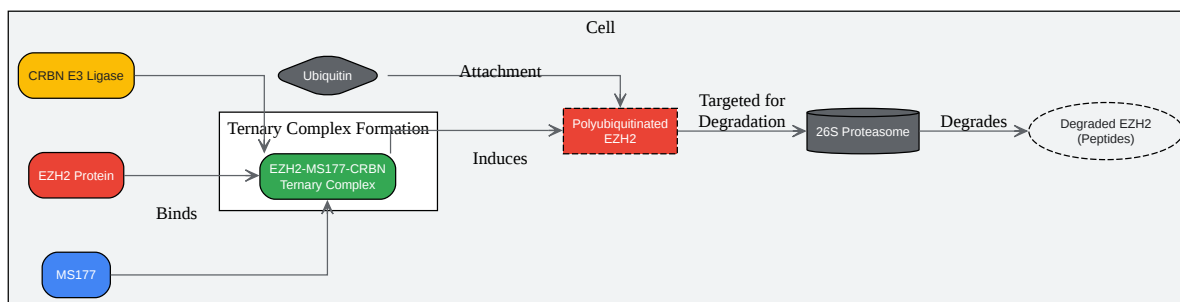 Cell
CRBN E3 Ligase
Ubiquitin
Attachment
Ternary Complex Formation
EZH2 Protein
EZH2-MS177-CRBN
Ternary Complex
Binds
MS177
Induces
Polyubiquitinated
EZH2
Targeted for
Degradation
26S Proteasome
Degrades
Degraded EZH2
(Peptides)